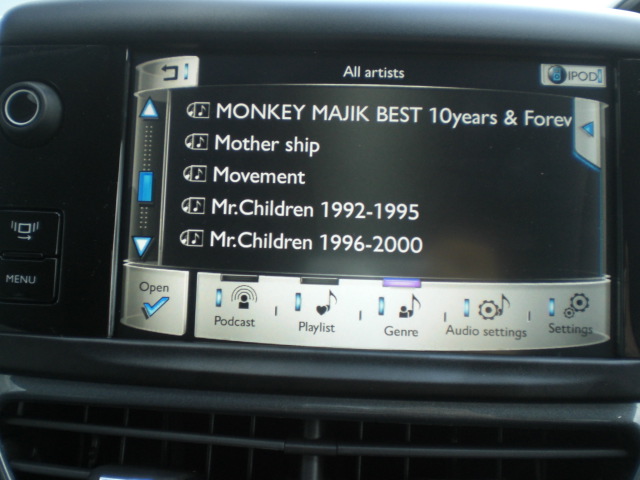 All artists
IPOD
MONKEY MAJIK BEST 10years & Forev
Mother ship
Movement
Mr.Children 1992-1995
Mr.Children 1996-2000
MENU
Open
Podcast
Playlist
Genre
Audio settings
Settings